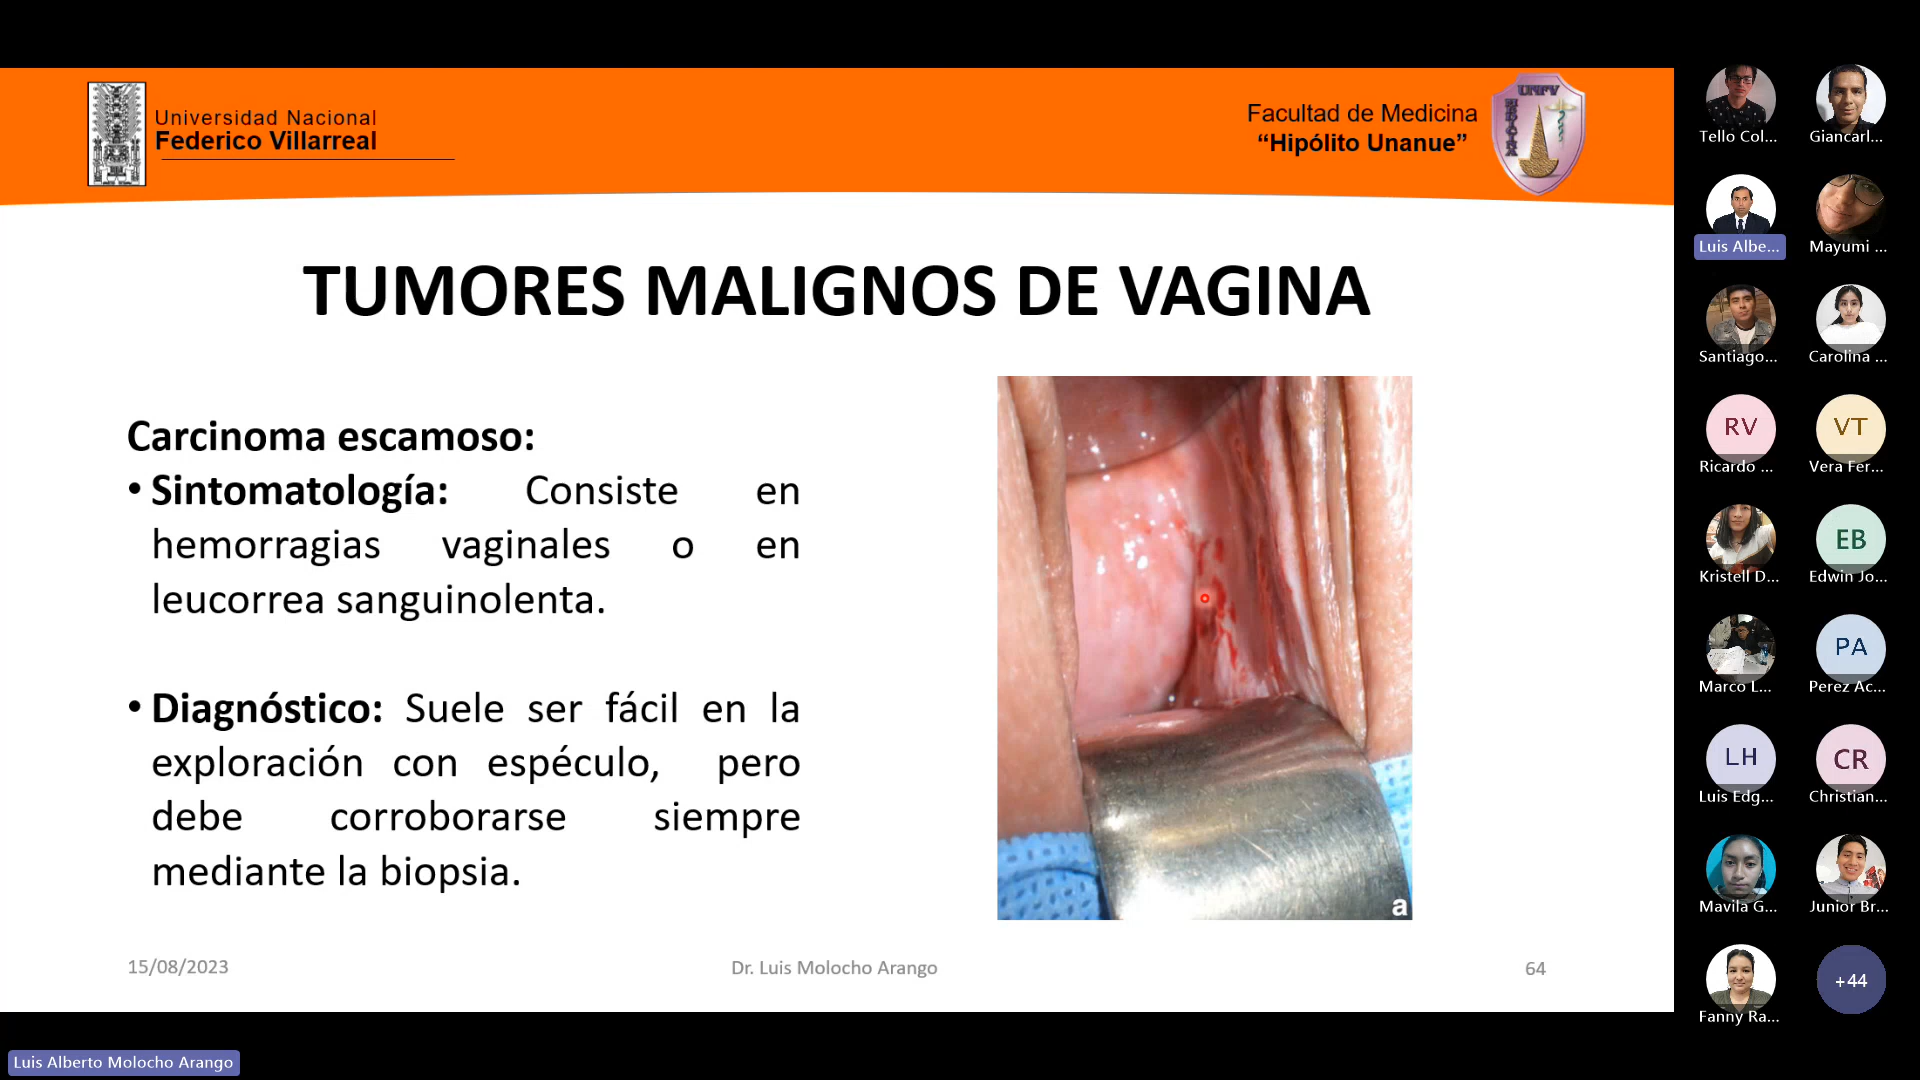 Universidad Nacional
Federico Villarreal
Facultad de Medicina
“Hipólito Unanue”
UNFV
TUMORES MALIGNOS DE VAGINA
Carcinoma escamoso:
• Sintomatología: Consiste en
hemorragias vaginales o en
leucorrea sanguinolenta.
• Diagnóstico: Suele ser fácil en la
exploración con espéculo, pero
debe corroborarse siempre
mediante la biopsia.
a
15/08/2023
Dr. Luis Molocho Arango
64
Tello Col...
Giancarl...
Luis Albe...
Mayumi ...
Santiago...
Carolina ...
RV
Ricardo ...
VT
Vera Fer...
Kristell D...
EB
Edwin Jo...
Marco L...
PA
Perez Ac...
LH
Luis Edg...
CR
Christian...
Mavila G...
Junior Br...
Fanny Ra...
+44
Luis Alberto Molocho Arango